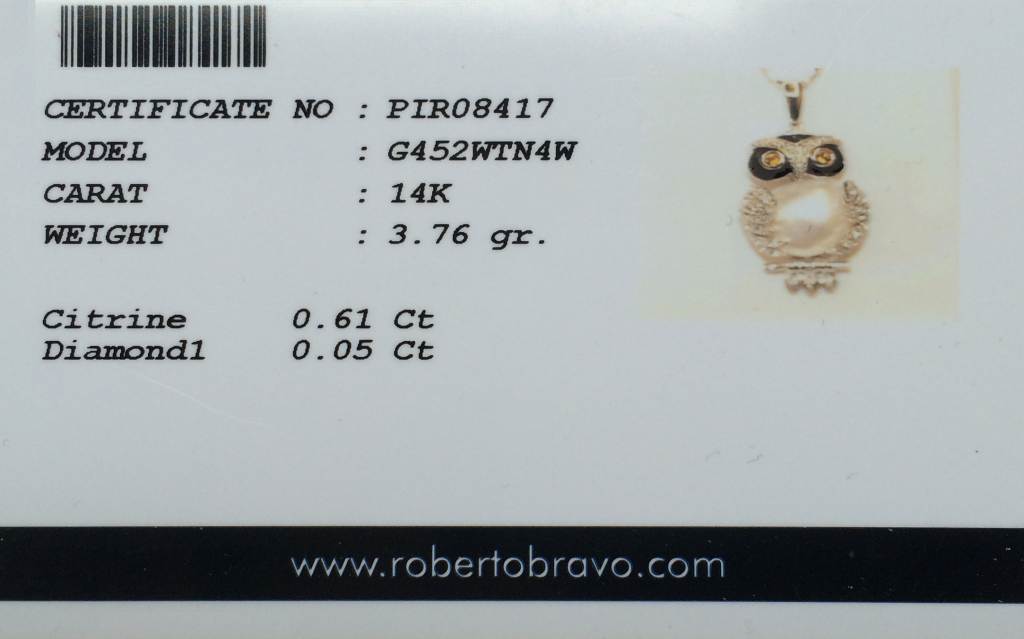 CERTIFICATE NO : PIR08417
MODEL : G452WTN4W
CARAT : 14K
WEIGHT : 3.76 gr.
Citrine 0.61 Ct
Diamond1 0.05 Ct
www.robertobravo.com